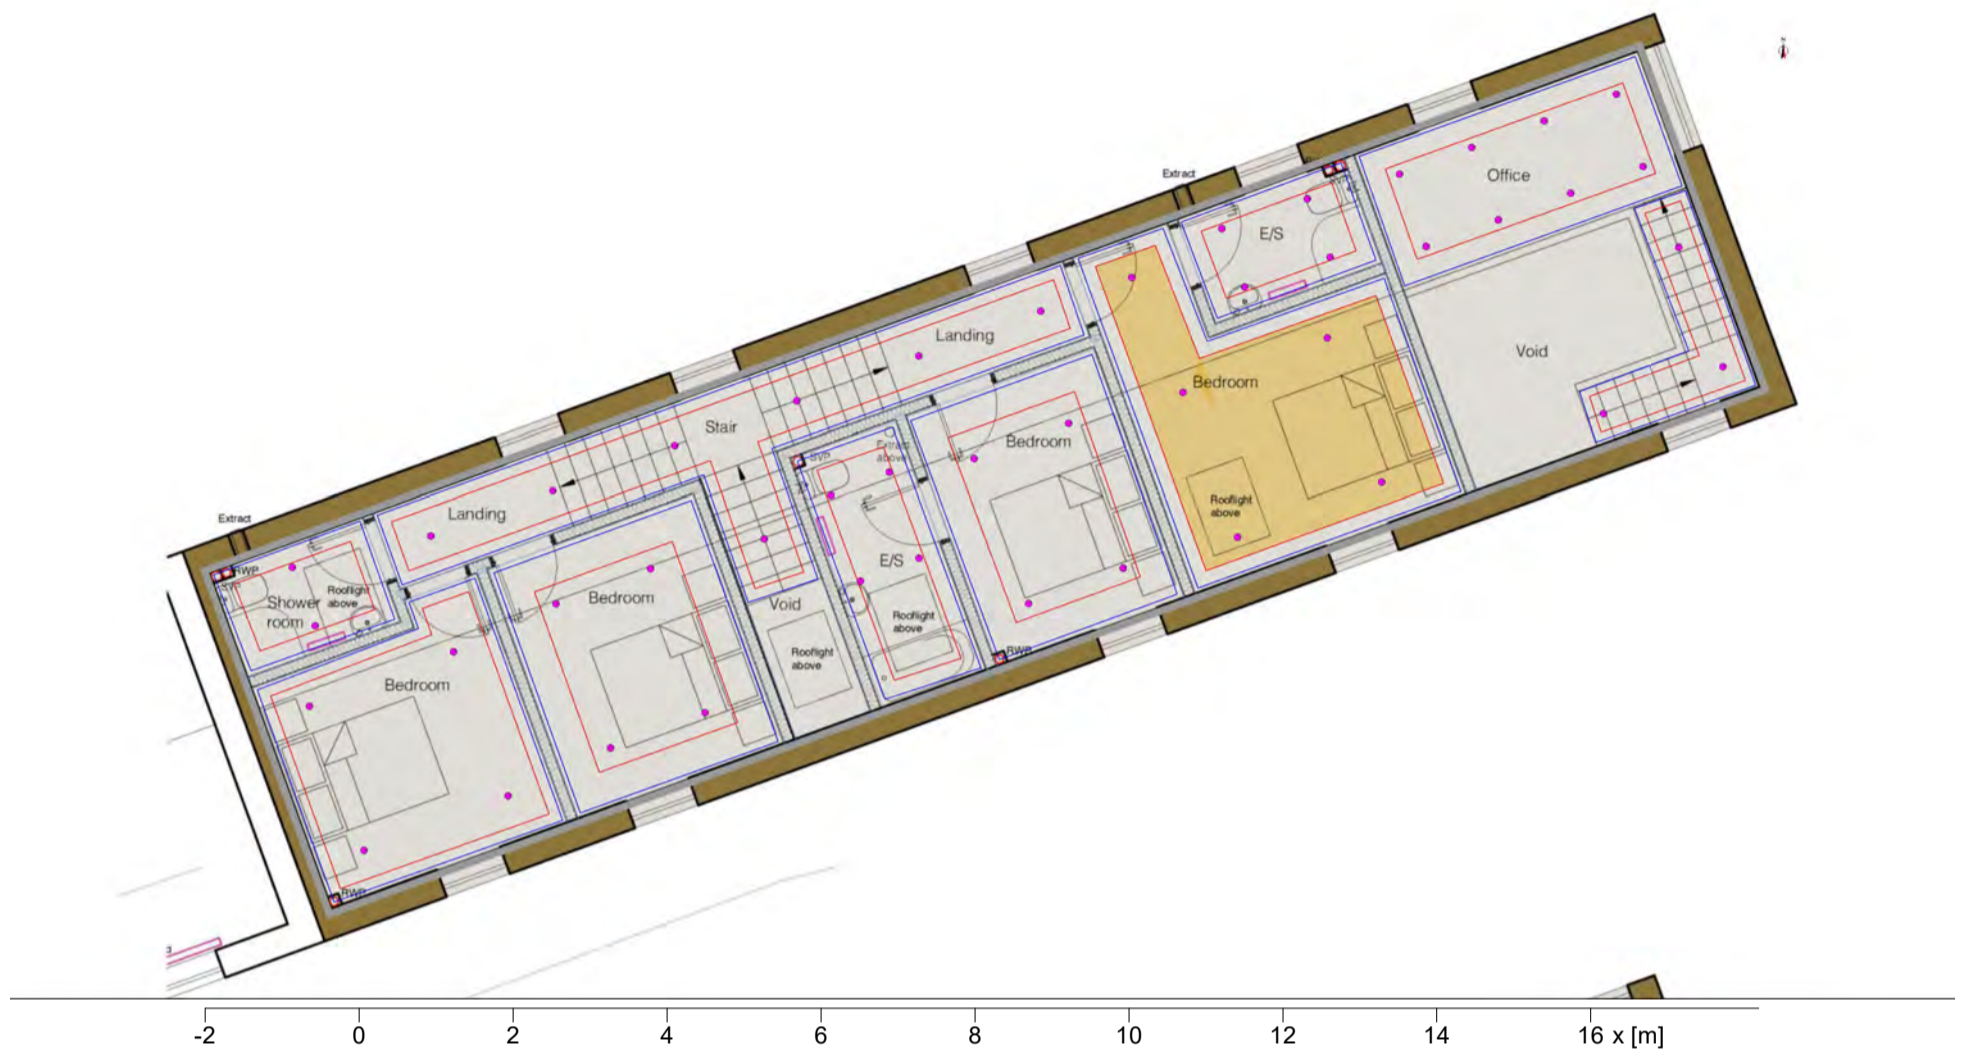 Extract
Office
E/S
Landing
Void
Bedroom
Stair
Bedroom
Extract
above
SVP
Rooflight
above
Landing
Extract
E/S
RWP
Bedroom
Rooflight
above
Shower
room
Void
Rooflight
above
Rooflight
above
RWP
Bedroom
RWP
-2 0 2 4 6 8 10 12 14 16 x [m]